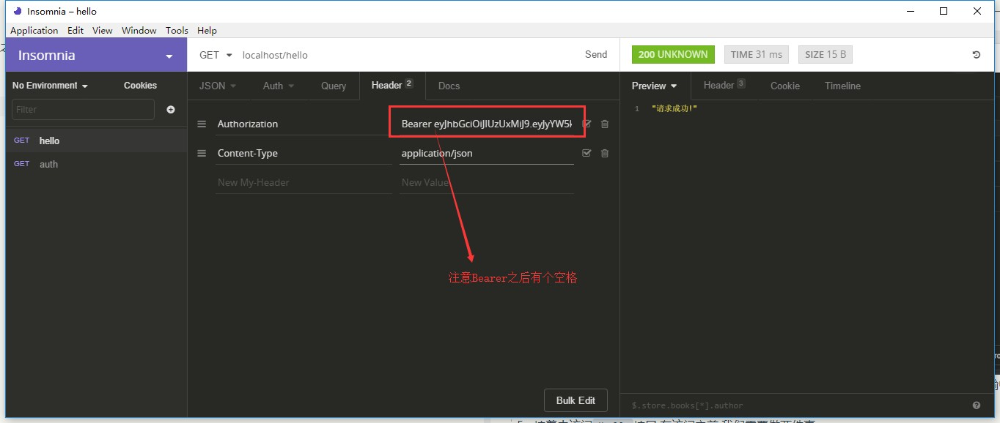 Insomnia – hello
Application Edit View Window Tools Help
Insomnia
GET localhost/hello Send
200 UNKNOWN TIME 31 ms SIZE 15 B
No Environment Cookies
JSON Auth Query Header 2 Docs
Preview Header 3 Cookie Timeline
Filter
GET hello
GET auth
Authorization Bearer eyJhbGciOiJIUzUxMiJ9.eyJyYW5k
Content-Type application/json
New My-Header New Value
1 "请求成功!"
注意Bearer之后有个空格
Bulk Edit
$.store.books[*].author